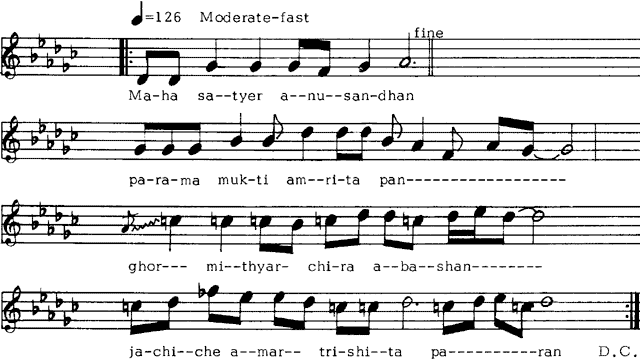 ♩=126 Moderate-fast
fine
Ma-ha sa--tyer a--nu--san-dhan
pa-ra-ma muk-ti am--ri-ta pan------------------
ghor--- mi--thyar- chi-ra a--ba--shan--------
ja-chi--che a--mar-- tri-shi--ta pa----------ran D.C.